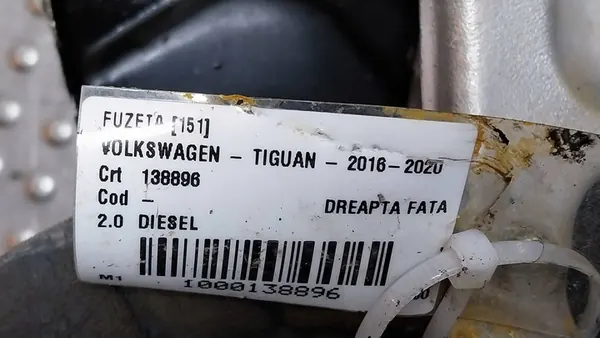 FUZETA [151]
VOLKSWAGEN - TIGUAN - 2016-2020
Crt 138896
Cod -
DREAPTA FATA
2.0 DIESEL
M1
1000138896